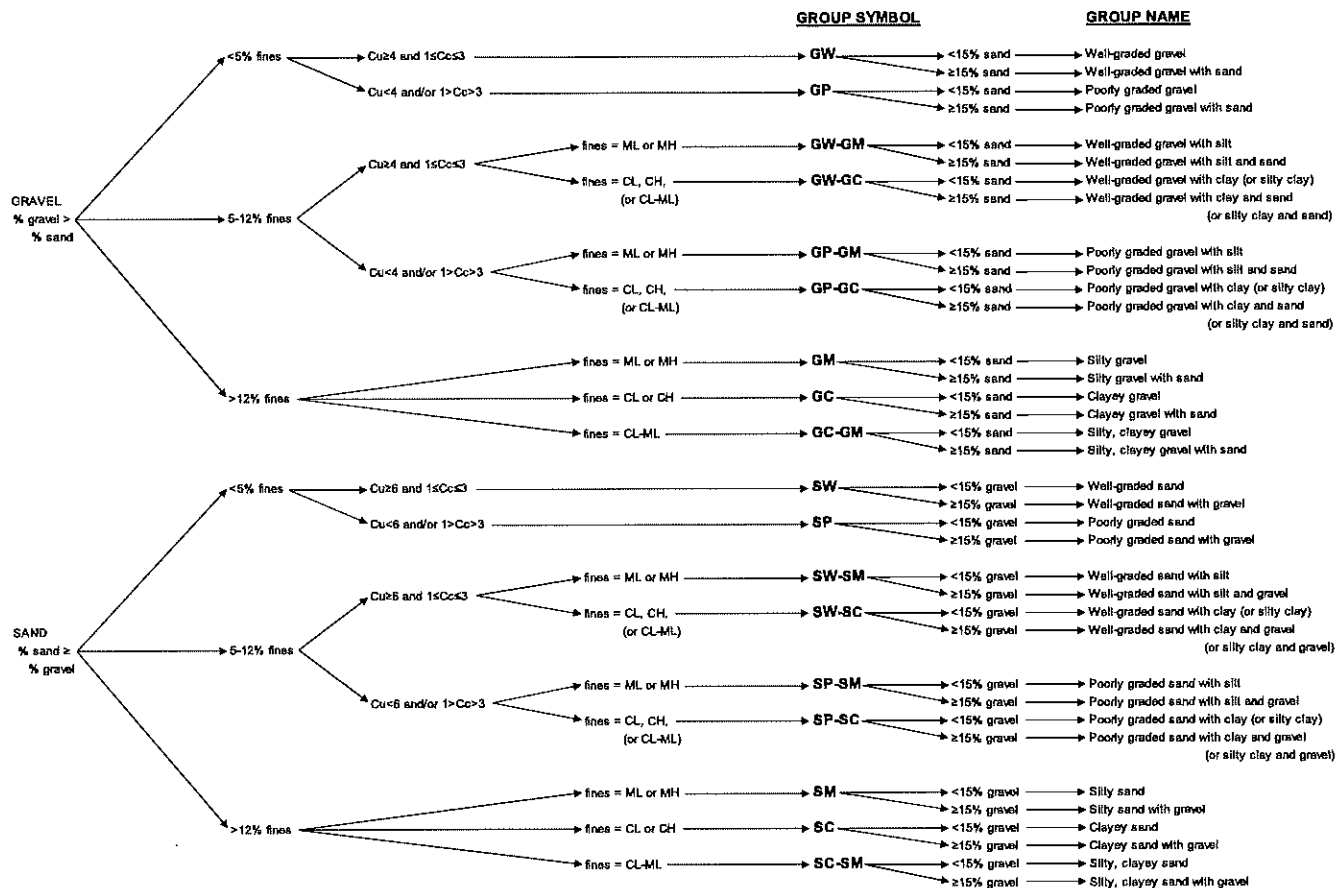 GROUP SYMBOL GROUP NAME
<5% fines Cu≥4 and 1≤Cc≤3 GW <15% sand Well-graded gravel
≥15% sand Well-graded gravel with sand
Cu<4 and/or 1>Cc>3 GP <15% sand Poorly graded gravel
≥15% sand Poorly graded gravel with sand
fines = ML or MH GW-GM <15% sand Well-graded gravel with silt
Cu≥4 and 1≤Cc≤3 ≥15% sand Well-graded gravel with silt and sand
fines = CL, CH, GW-GC <15% sand Well-graded gravel with clay (or silty clay)
(or CL-ML) ≥15% sand Well-graded gravel with clay and sand
GRAVEL
% gravel > 5-12% fines (or silty clay and sand)
% sand
fines = ML or MH GP-GM <15% sand Poorly graded gravel with silt
Cu<4 and/or 1>Cc>3 ≥15% sand Poorly graded gravel with silt and sand
fines = CL, CH, GP-GC <15% sand Poorly graded gravel with clay (or silty clay)
(or CL-ML) ≥15% sand Poorly graded gravel with clay and sand
(or silty clay and sand)
fines = ML or MH GM <15% sand Silty gravel
≥15% sand Silty gravel with sand
>12% fines fines = CL or CH GC <15% sand Clayey gravel
≥15% sand Clayey gravel with sand
fines = CL-ML GC-GM <15% sand Silty, clayey gravel
≥15% sand Silty, clayey gravel with sand
<5% fines Cu≥6 and 1≤Cc≤3 SW <15% gravel Well-graded sand
≥15% gravel Well-graded sand with gravel
Cu<6 and/or 1>Cc>3 SP <15% gravel Poorly graded sand
≥15% gravel Poorly graded sand with gravel
fines = ML or MH SW-SM <15% gravel Well-graded sand with silt
Cu≥6 and 1≤Cc≤3 ≥15% gravel Well-graded sand with silt and gravel
fines = CL, CH, SW-SC <15% gravel Well-graded sand with clay (or silty clay)
(or CL-ML) ≥15% gravel Well-graded sand with clay and gravel
SAND
% sand ≥ 5-12% fines (or silty clay and gravel)
% gravel
fines = ML or MH SP-SM <15% gravel Poorly graded sand with silt
Cu<6 and/or 1>Cc>3 ≥15% gravel Poorly graded sand with silt and gravel
fines = CL, CH, SP-SC <15% gravel Poorly graded sand with clay (or silty clay)
(or CL-ML) ≥15% gravel Poorly graded sand with clay and gravel
(or silty clay and gravel)
fines = ML or MH SM <15% gravel Silty sand
≥15% gravel Silty sand with gravel
>12% fines fines = CL or CH SC <15% gravel Clayey sand
≥15% gravel Clayey sand with gravel
fines = CL-ML SC-SM <15% gravel Silty, clayey sand
≥15% gravel Silty, clayey sand with gravel